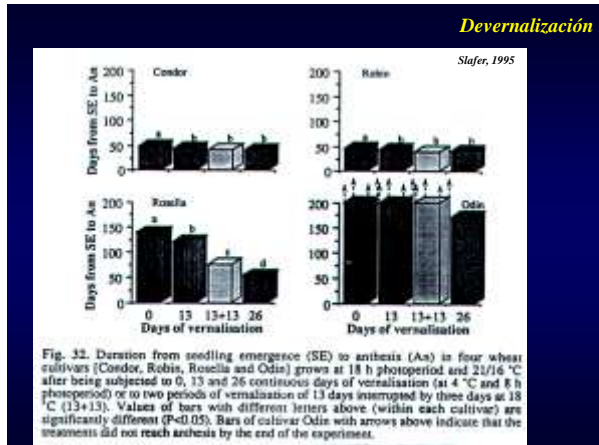 Devernalización
Slafer, 1995
Days from SE to An
200
150
100
50
0
Condor
a b b b
200
150
100
50
0
Robin
a b b b
Days from SE to An
200
150
100
50
0
Rosella
a b c d
200
150
100
50
0
Odin
0 13 13+13 26
Days of vernalisation
0 13 13+13 26
Days of vernalisation
Fig. 32. Duration from seedling emergence (SE) to anthesis (An) in four wheat
cultivars (Condor, Robin, Rosella and Odin) grown at 18 h photoperiod and 21/16 °C
after being subjected to 0, 13 and 26 continuous days of vernalisation (at 4 °C and 8 h
photoperiod) or to two periods of vernalisation of 13 days interrupted by three days at 18
°C (13+13). Values of bars with different letters above (within each cultivar) are
significantly different (P<0.05). Bars of cultivar Odin with arrows above indicate that the
treatments did not reach anthesis by the end of the experiment.